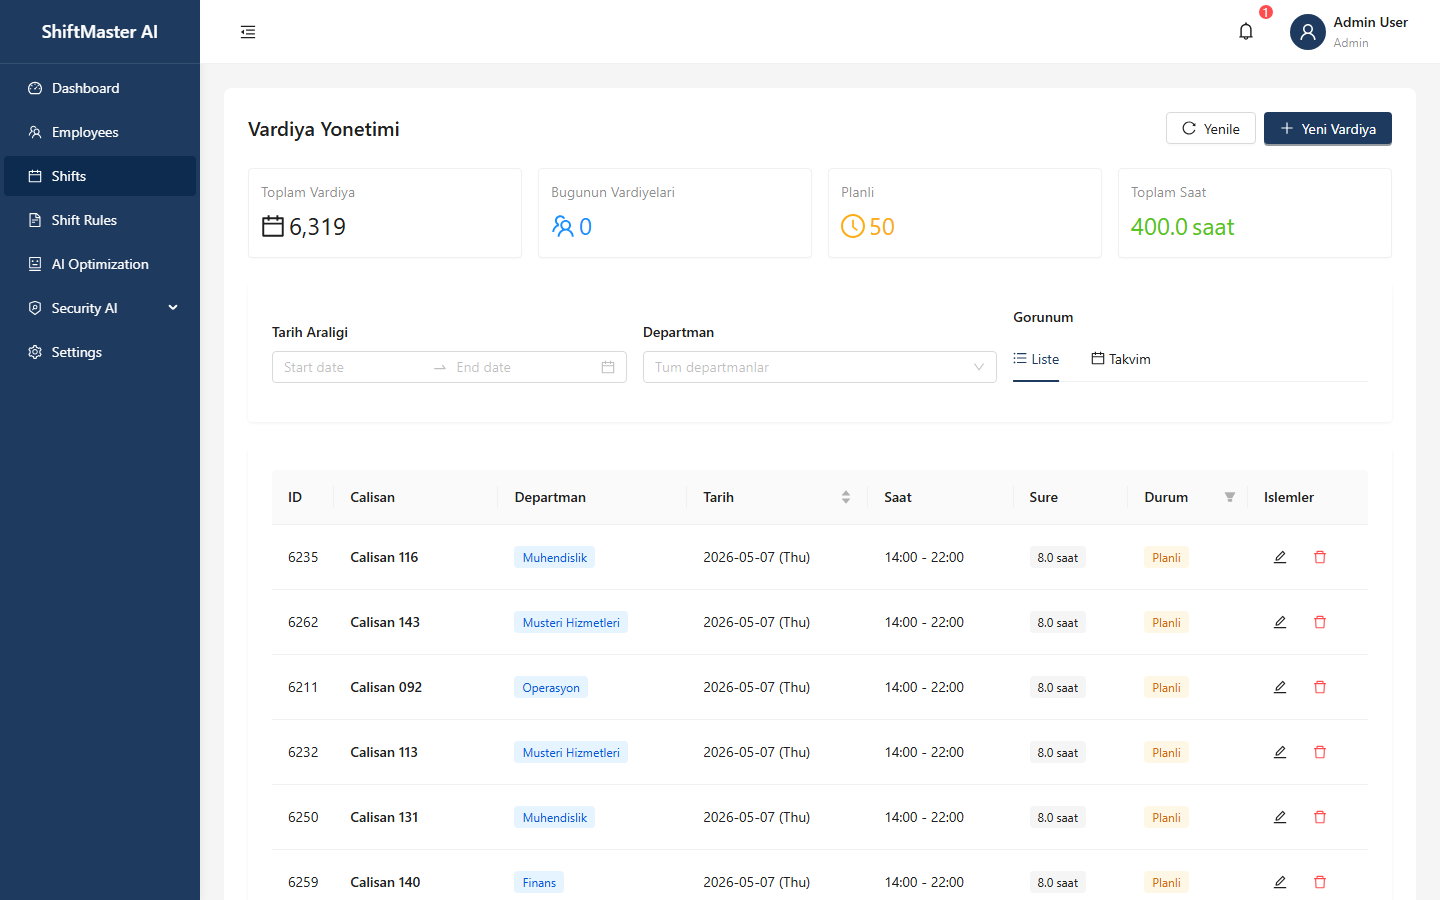 ShiftMaster AI
Dashboard
Employees
Shifts
Shift Rules
AI Optimization
Security AI
Settings
1
Admin User
Admin
Vardiya Yonetimi
Yenile
Yeni Vardiya
Toplam Vardiya
6,319
Bugunun Vardiyelari
0
Planli
50
Toplam Saat
400.0 saat
Tarih Araligi
Start date
End date
Departman
Tum departmanlar
Gorunum
Liste
Takvim
ID Calisan Departman Tarih Saat Sure Durum Islemler
6235 Calisan 116 Muhendislik 2026-05-07 (Thu) 14:00 - 22:00 8.0 saat Planli
6262 Calisan 143 Musteri Hizmetleri 2026-05-07 (Thu) 14:00 - 22:00 8.0 saat Planli
6211 Calisan 092 Operasyon 2026-05-07 (Thu) 14:00 - 22:00 8.0 saat Planli
6232 Calisan 113 Musteri Hizmetleri 2026-05-07 (Thu) 14:00 - 22:00 8.0 saat Planli
6250 Calisan 131 Muhendislik 2026-05-07 (Thu) 14:00 - 22:00 8.0 saat Planli
6259 Calisan 140 Finans 2026-05-07 (Thu) 14:00 - 22:00 8.0 saat Planli